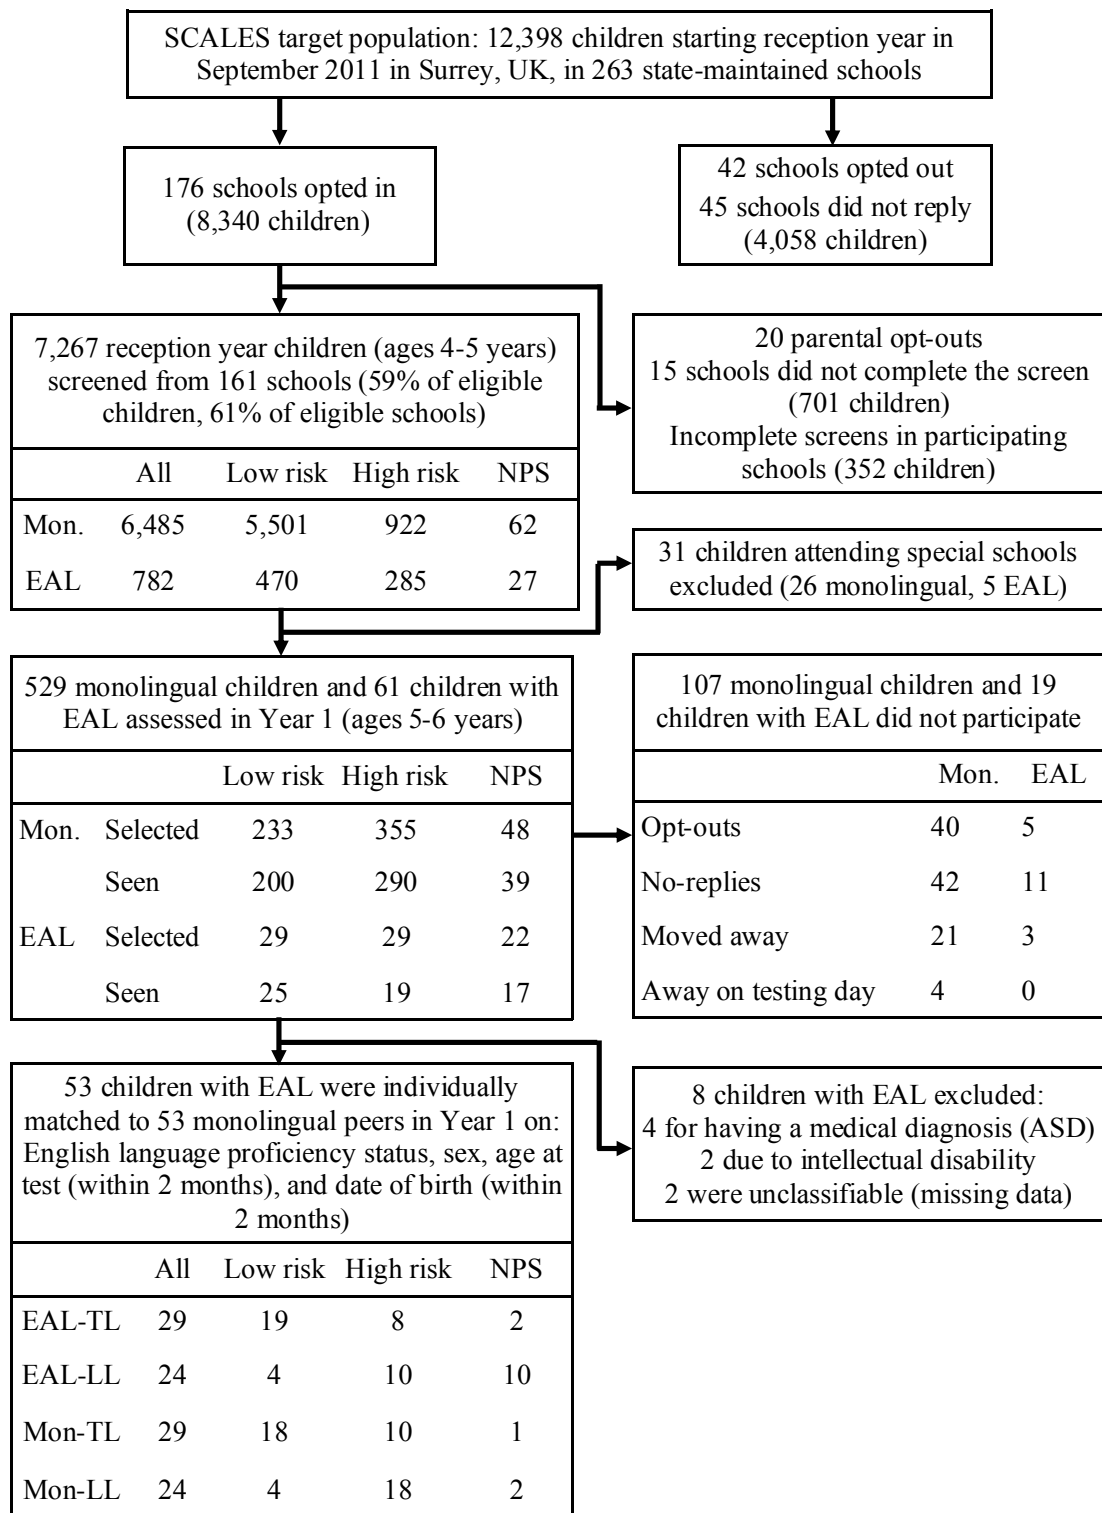 SCALES target population: 12,398 children starting reception year in
September 2011 in Surrey, UK, in 263 state-maintained schools
176 schools opted in
(8,340 children)
42 schools opted out
45 schools did not reply
(4,058 children)
7,267 reception year children (ages 4-5 years)
screened from 161 schools (59% of eligible
children, 61% of eligible schools)
All Low risk High risk NPS
Mon. 6,485 5,501 922 62
EAL 782 470 285 27
20 parental opt-outs
15 schools did not complete the screen
(701 children)
Incomplete screens in participating
schools (352 children)
31 children attending special schools
excluded (26 monolingual, 5 EAL)
529 monolingual children and 61 children with
EAL assessed in Year 1 (ages 5-6 years)
Low risk High risk NPS
Mon. Selected 233 355 48
Seen 200 290 39
EAL Selected 29 29 22
Seen 25 19 17
107 monolingual children and 19
children with EAL did not participate
Mon. EAL
Opt-outs 40 5
No-replies 42 11
Moved away 21 3
Away on testing day 4 0
53 children with EAL were individually
matched to 53 monolingual peers in Year 1 on:
English language proficiency status, sex, age at
test (within 2 months), and date of birth (within
2 months)
All Low risk High risk NPS
EAL-TL 29 19 8 2
EAL-LL 24 4 10 10
Mon-TL 29 18 10 1
Mon-LL 24 4 18 2
8 children with EAL excluded:
4 for having a medical diagnosis (ASD)
2 due to intellectual disability
2 were unclassifiable (missing data)